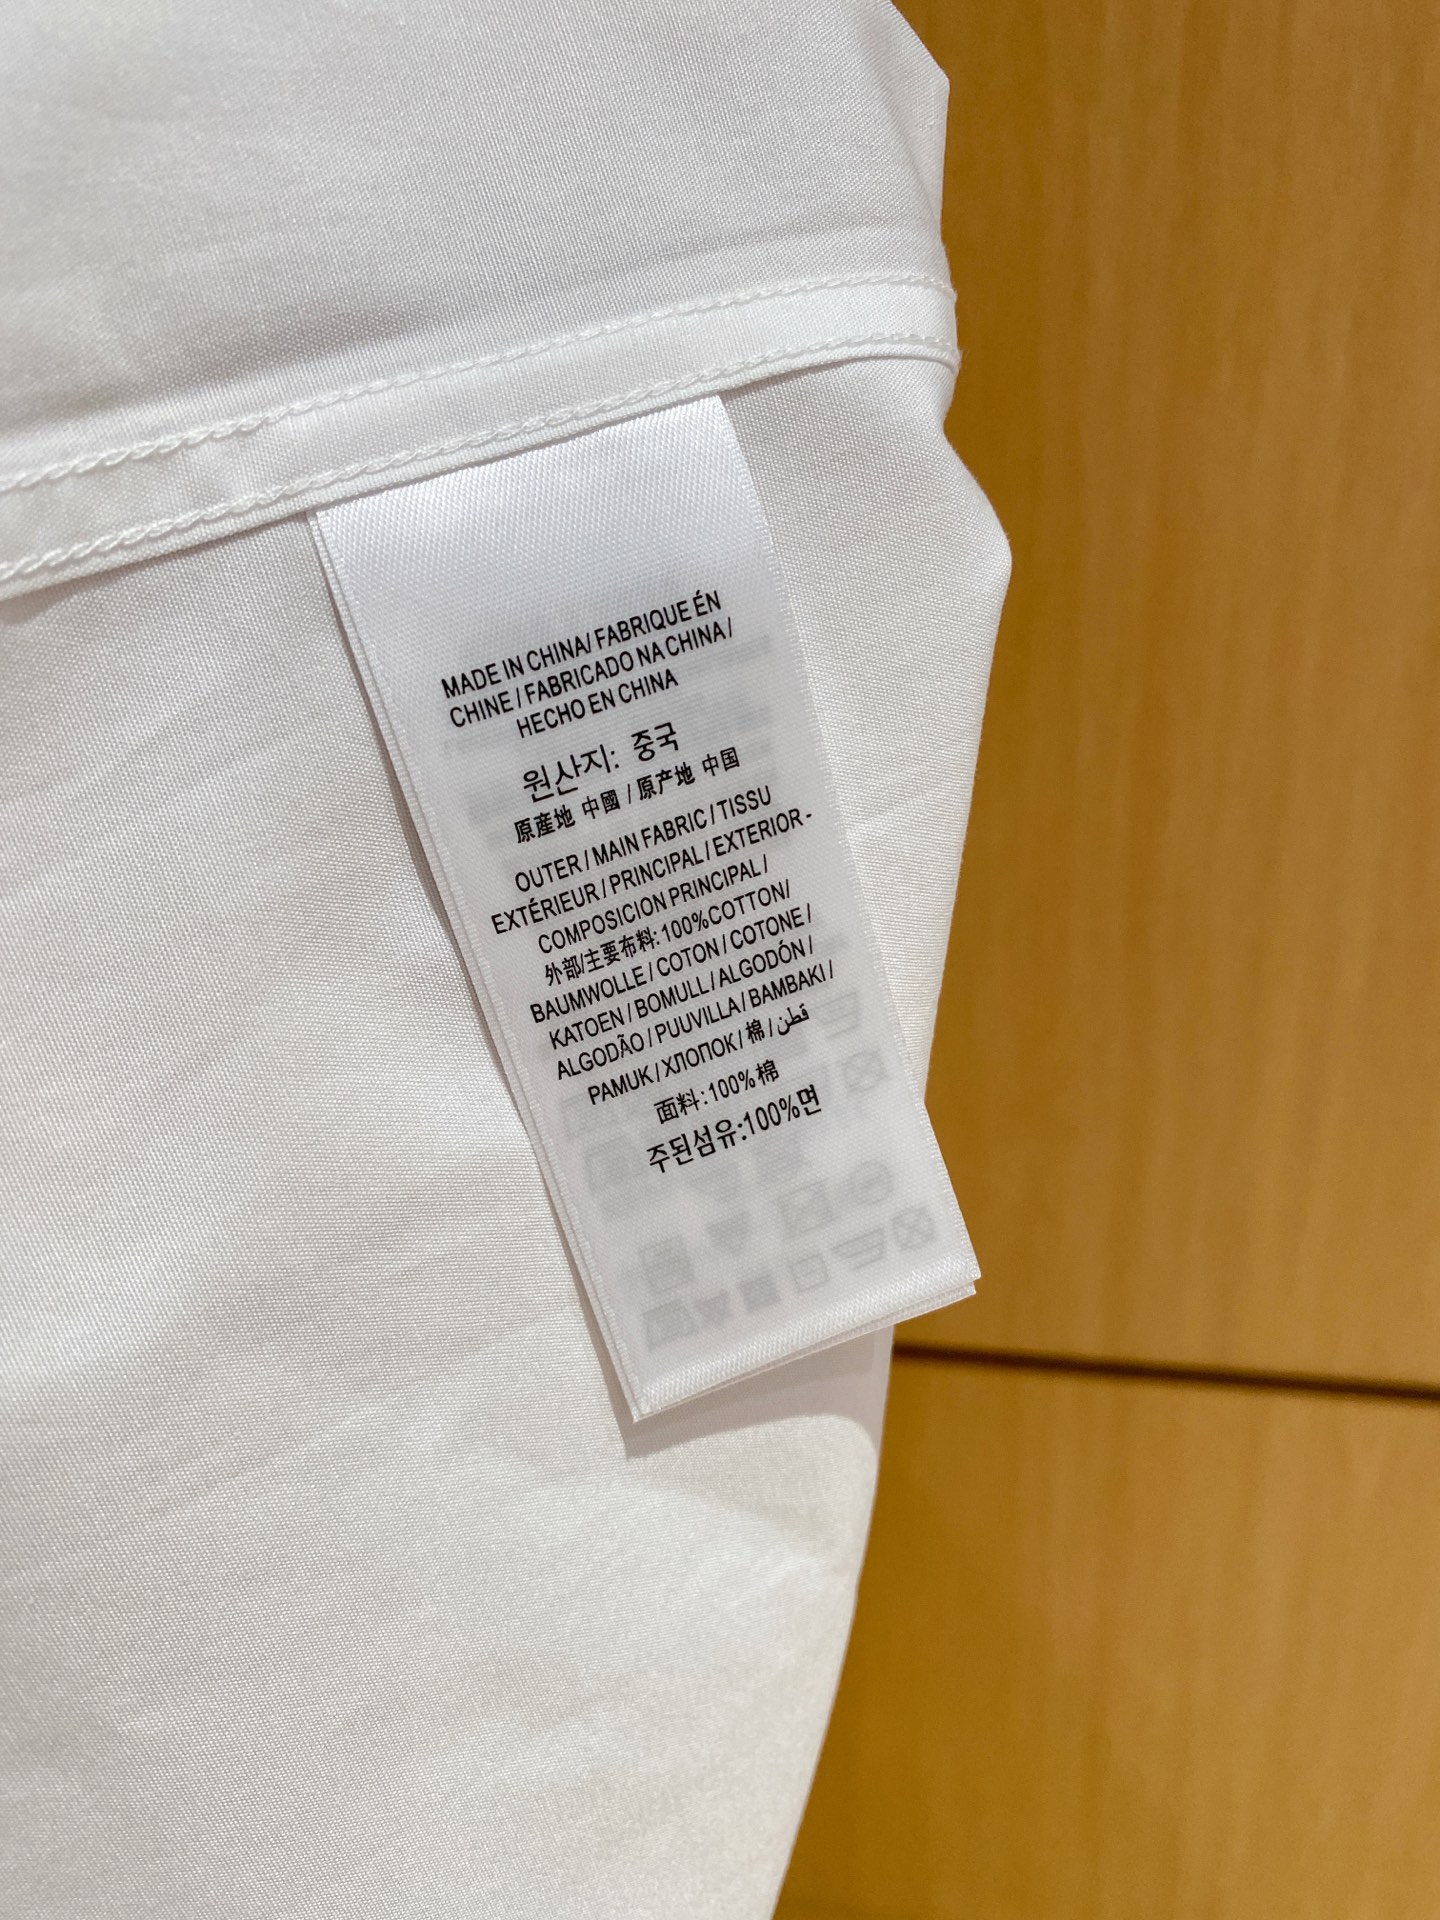 MADE IN CHINA/ FABRIQUE ÉN
CHINE / FABRICADO NA CHINA /
HECHO EN CHINA
원산지: 중국
原産地 中國 / 原产地 中国
OUTER / MAIN FABRIC / TISSU
EXTÉRIEUR / PRINCIPAL / EXTERIOR -
COMPOSICION PRINCIPAL /
外部/主要布料: 100%COTTON/
BAUMWOLLE / COTON / COTONE /
KATOEN / BOMULL / ALGODÓN /
ALGODÃO / PUUVILLA / BAMBAKI /
PAMUK / ХЛОПОК / 棉 / قطن
面料:100%棉
주된섬유:100%면